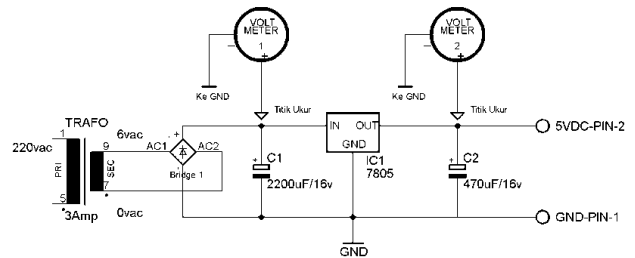 VOLT
METER
1
+
−
Ke GND
Titik Ukur
VOLT
METER
2
+
−
Ke GND
Titik Ukur
TRAFO
220vac
1
5
PRI
SEC
9
7
6vac
0vac
3Amp
AC1
AC2
+
-
Bridge 1
+
C1
2200uF/16v
IN
OUT
GND
IC1
7805
+
C2
470uF/16v
5VDC-PIN-2
GND-PIN-1
GND